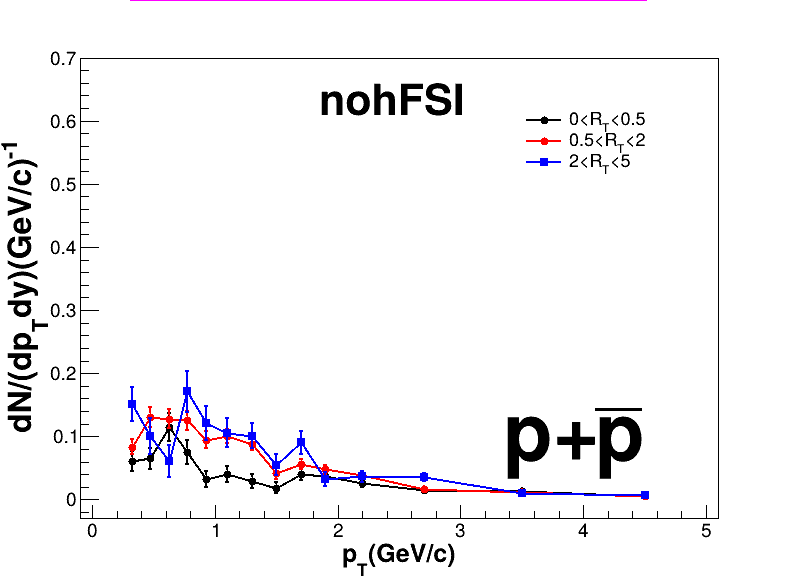 nohFSI
0<R_T<0.5
0.5<R_T<2
2<R_T<5
dN/(dp_Tdy)(GeV/c)^-1
0.7
0.6
0.5
0.4
0.3
0.2
0.1
0
p+p̅
0 1 2 3 4 5
p_T(GeV/c)